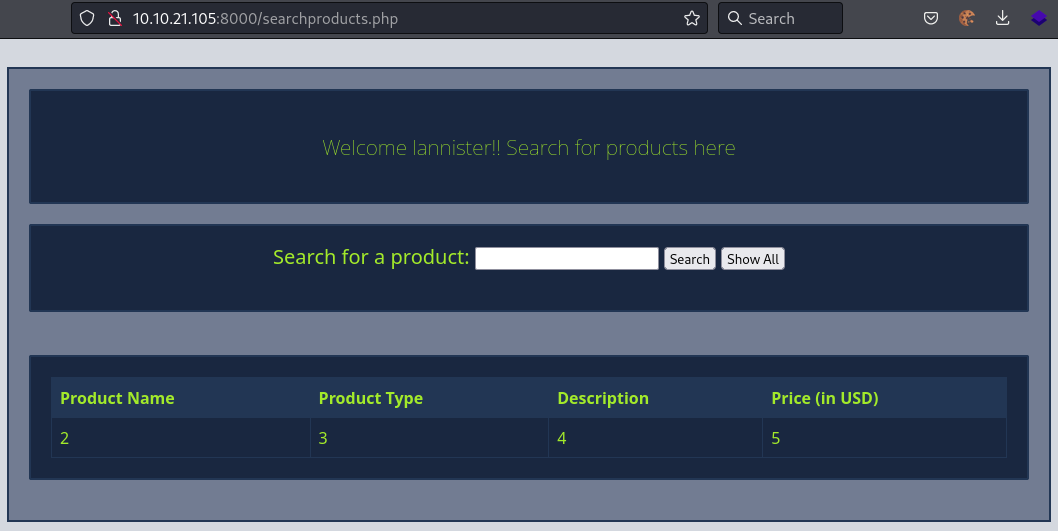 10.10.21.105:8000/searchproducts.php
Search
Welcome lannister!! Search for products here
Search for a product: Search Show All
Product Name Product Type Description Price (in USD)
2 3 4 5